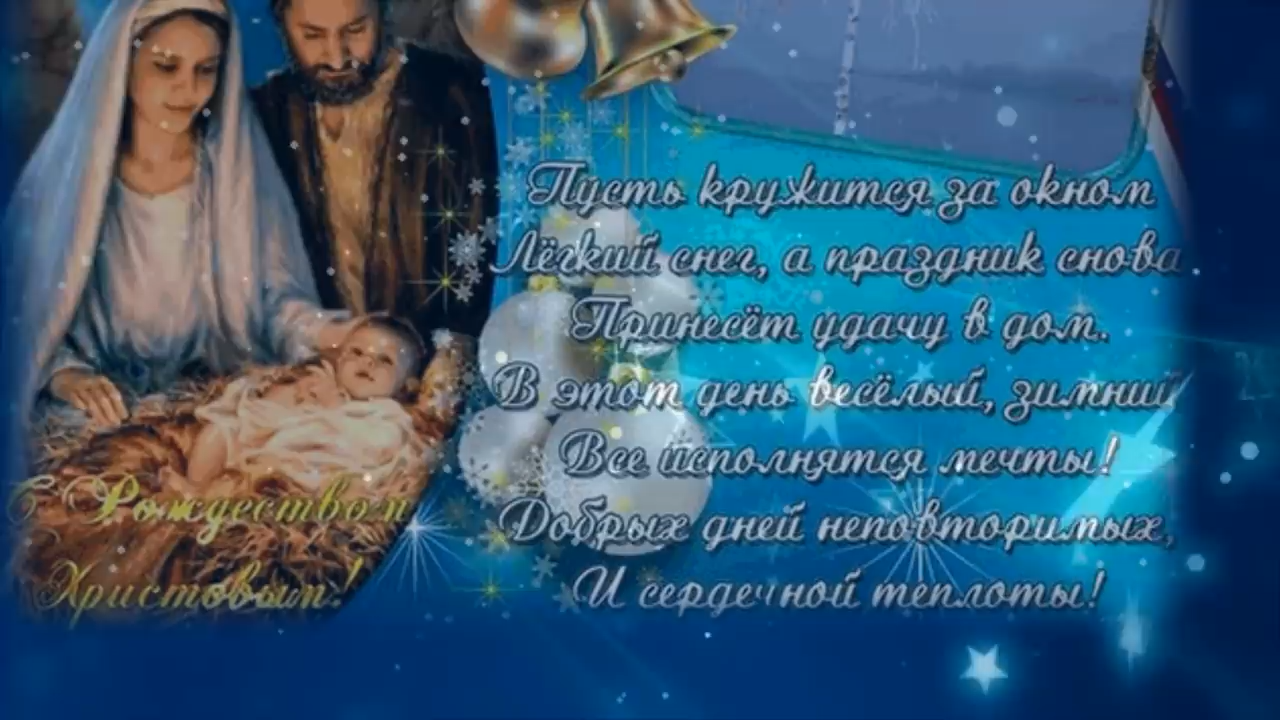 Пусть кружится за окном
Лёгкий снег, а праздник снова
Принесёт удачу в дом.
В этот день весёлый, зимний
Все исполнятся мечты!
Добрых дней неповторимых,
И сердечной теплоты!
С Рождеством
Христовым!